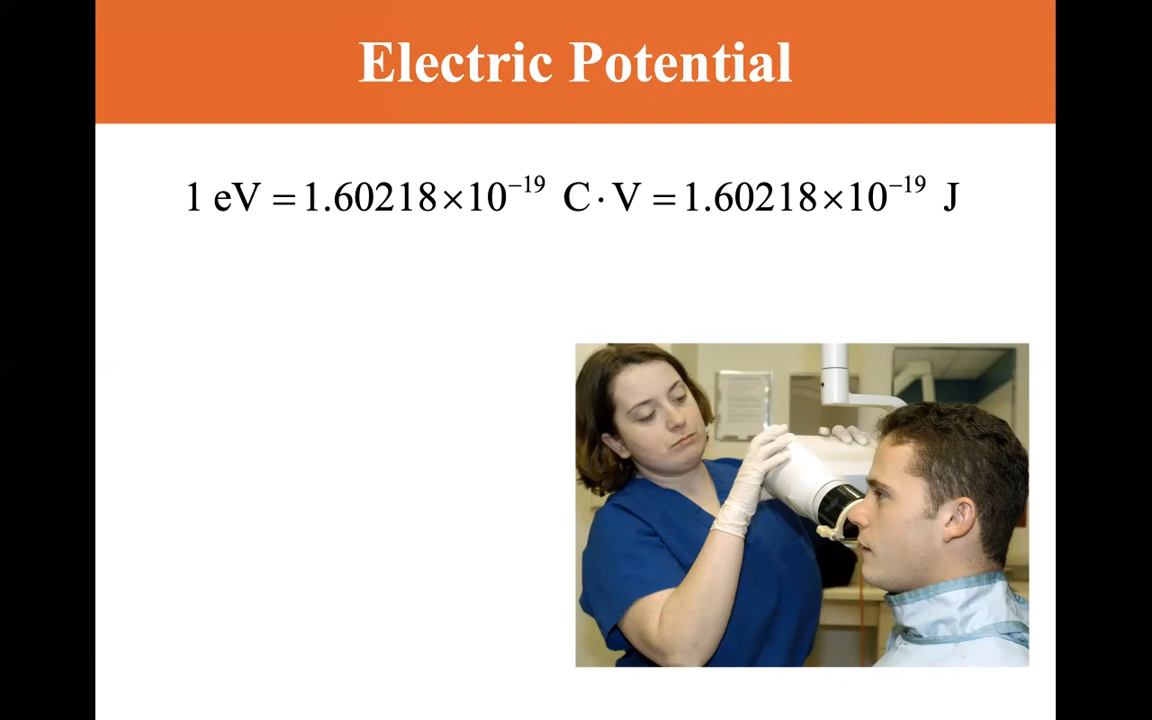 Electric Potential
1 eV = 1.60218×10⁻¹⁹ C·V = 1.60218×10⁻¹⁹ J